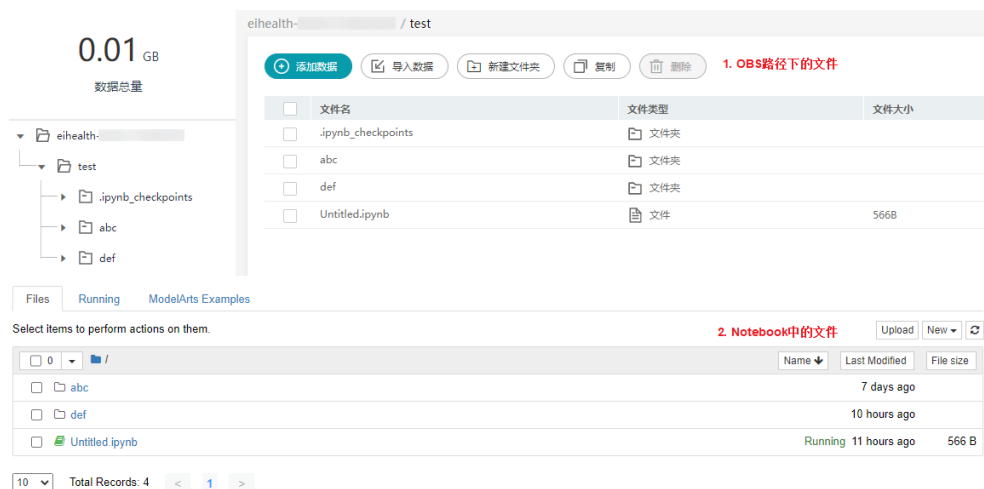 eihealth- / test
0.01 GB
数据总量
添加数据 导入数据 新建文件夹 复制 删除 1. OBS路径下的文件
文件名 文件类型 文件大小
.ipynb_checkpoints 文件夹
abc 文件夹
def 文件夹
Untitled.ipynb 文件 566B
eihealth-
test
.ipynb_checkpoints
abc
def
Files Running ModelArts Examples
Select items to perform actions on them. 2. Notebook中的文件 Upload New
0 / Name Last Modified File size
abc 7 days ago
def 10 hours ago
Untitled.ipynb Running 11 hours ago 566 B
10 Total Records: 4 < 1 >